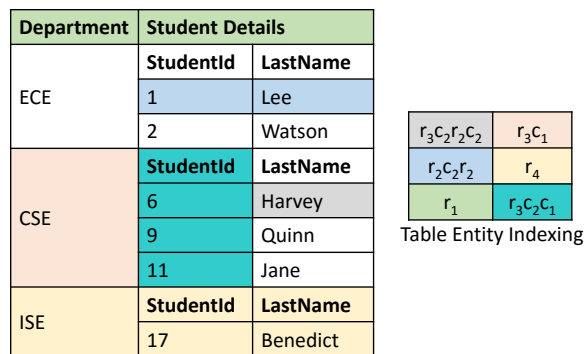 Department Student Details
StudentId LastName
ECE
1 Lee
2 Watson
StudentId LastName
6 Harvey
CSE
9 Quinn
11 Jane
StudentId LastName
ISE
17 Benedict
r₃c₂r₂c₂ r₃c₁
r₂c₂r₂ r₄
r₁ r₃c₂c₁
Table Entity Indexing